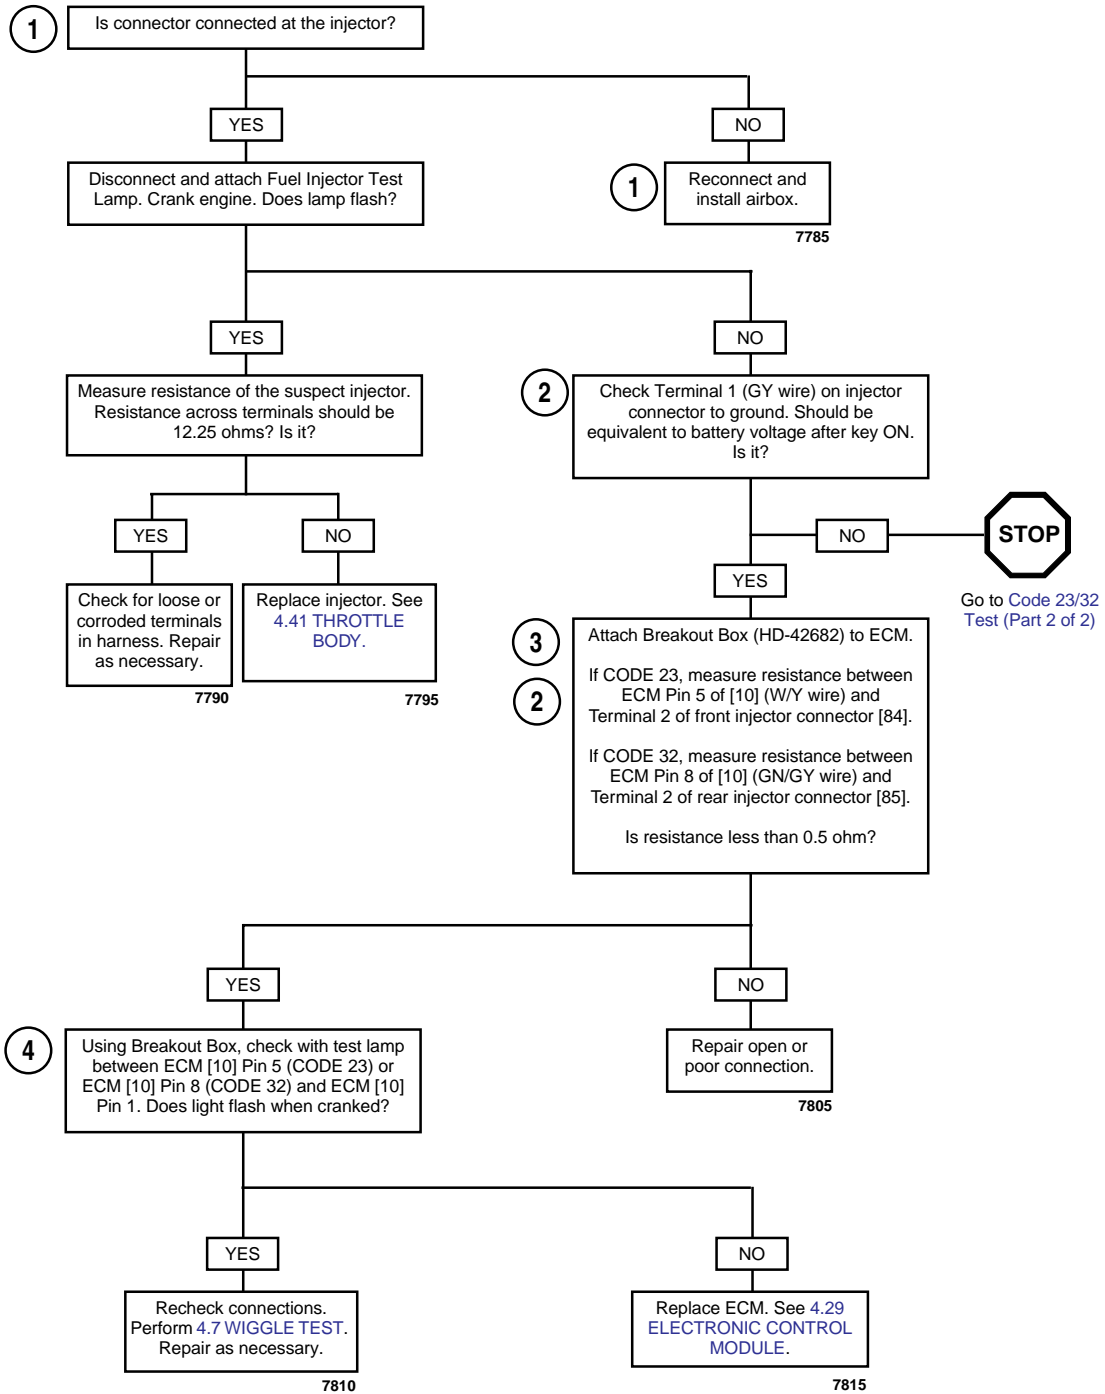 1
Is connector connected at the injector?
YES
NO
Disconnect and attach Fuel Injector Test
Lamp. Crank engine. Does lamp flash?
1
Reconnect and
install airbox.
7785
YES
NO
Measure resistance of the suspect injector.
Resistance across terminals should be
12.25 ohms? Is it?
2
Check Terminal 1 (GY wire) on injector
connector to ground. Should be
equivalent to battery voltage after key ON.
Is it?
YES
NO
NO
STOP
Go to Code 23/32
Test (Part 2 of 2)
YES
Check for loose or
corroded terminals
in harness. Repair
as necessary.
7790
Replace injector. See
4.41 THROTTLE
BODY.
7795
3
2
Attach Breakout Box (HD-42682) to ECM.
If CODE 23, measure resistance between
ECM Pin 5 of [10] (W/Y wire) and
Terminal 2 of front injector connector [84].
If CODE 32, measure resistance between
ECM Pin 8 of [10] (GN/GY wire) and
Terminal 2 of rear injector connector [85].
Is resistance less than 0.5 ohm?
YES
NO
4
Using Breakout Box, check with test lamp
between ECM [10] Pin 5 (CODE 23) or
ECM [10] Pin 8 (CODE 32) and ECM [10]
Pin 1. Does light flash when cranked?
Repair open or
poor connection.
7805
YES
NO
Recheck connections.
Perform 4.7 WIGGLE TEST.
Repair as necessary.
7810
Replace ECM. See 4.29
ELECTRONIC CONTROL
MODULE.
7815